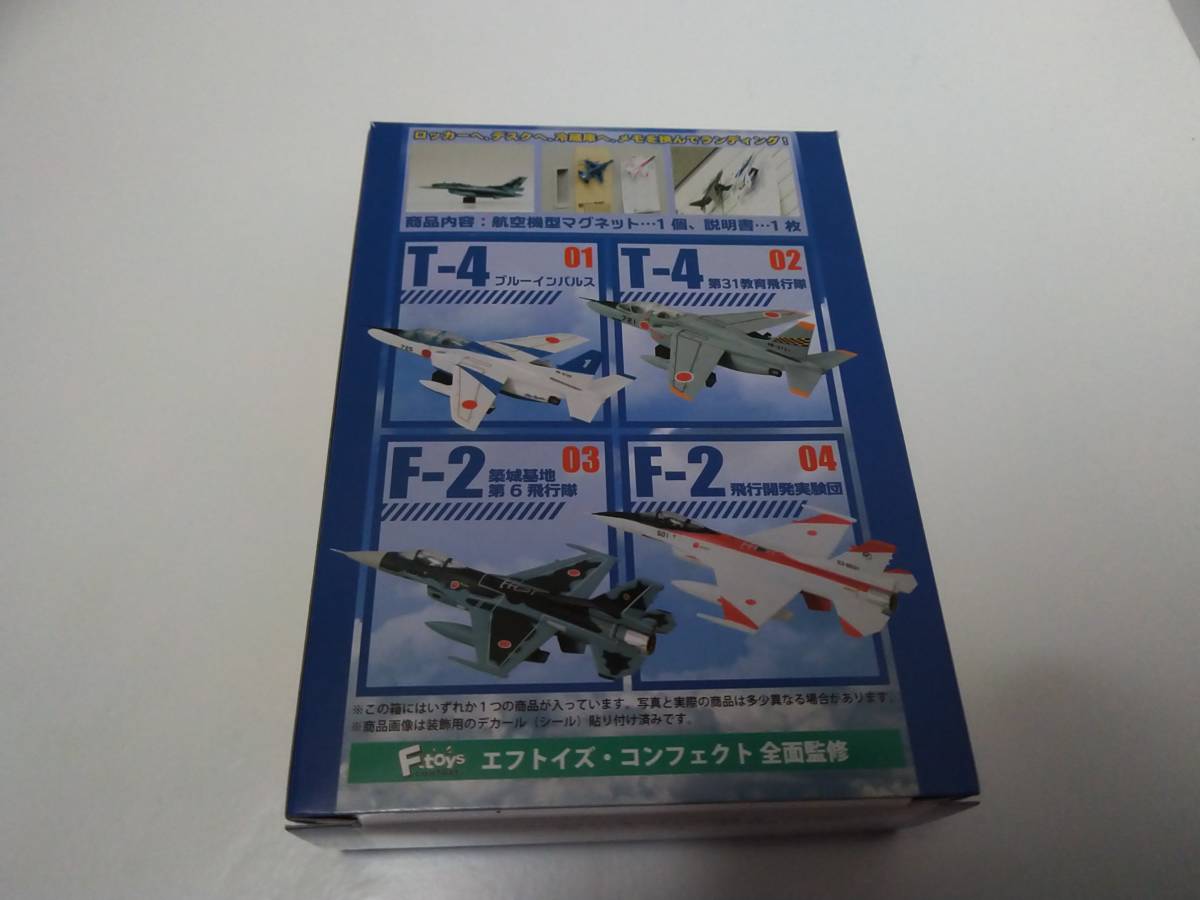 ロッカーへ、デスクへ、冷蔵庫へ、メモを挟んでランディング!
商品内容:航空機型マグネット…1個、説明書…1枚
T-4 ブルーインパルス 01
T-4 第31教育飛行隊 02
725
1
F-2 築城基地 第6飛行隊 03
F-2 飛行開発実験団 04
501
※この箱にはいずれか1つの商品が入っています。写真と実際の商品は多少異なる場合があります。
※商品画像は装飾用のデカール(シール)貼り付け済みです。
F-toys CONFECT エフトイズ・コンフェクト 全面監修